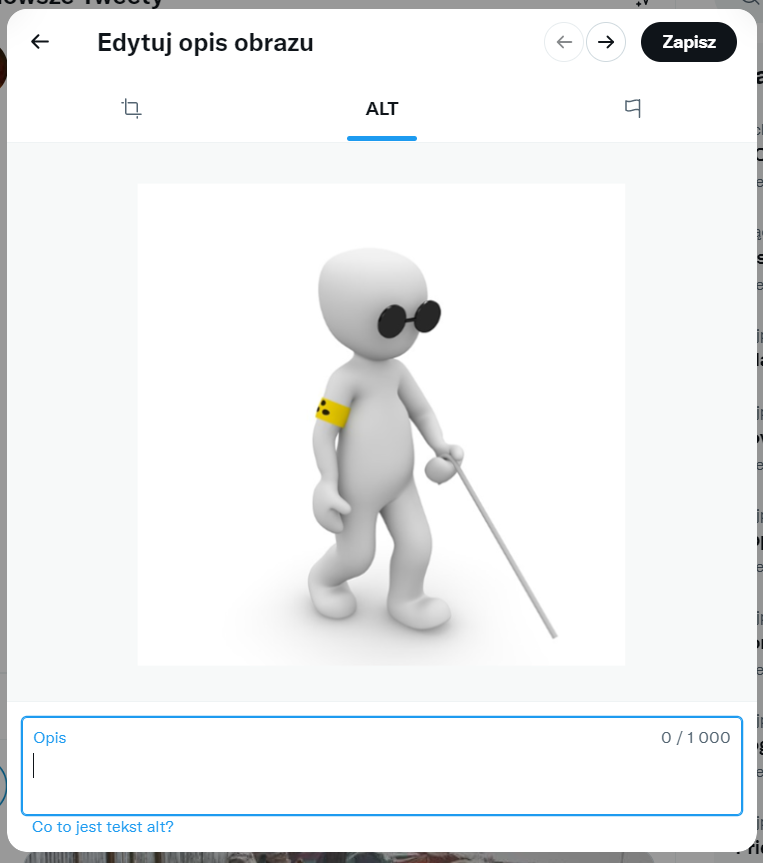 Edytuj opis obrazu
Zapisz
ALT
Opis
0 / 1 000
Co to jest tekst alt?